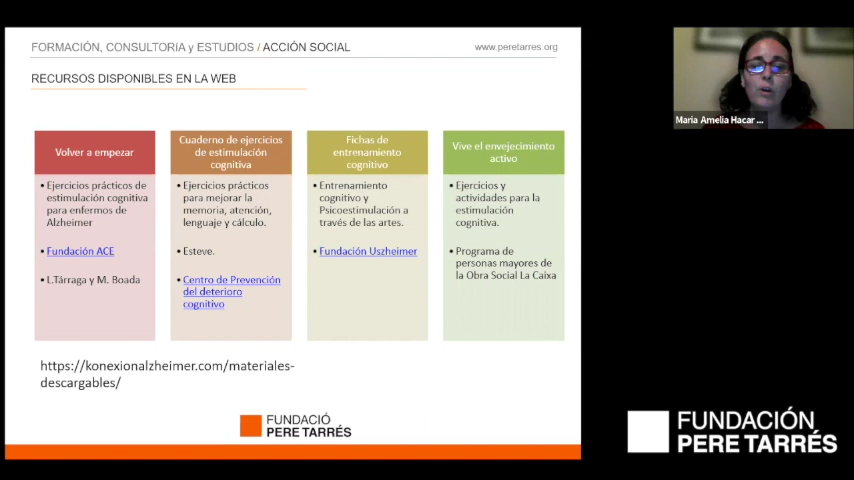 FORMACIÓN, CONSULTORIA y ESTUDIOS / ACCIÓN SOCIAL
www.peretarres.org
RECURSOS DISPONIBLES EN LA WEB
Volver a empezar
• Ejercicios prácticos de
estimulación cognitiva
para enfermos de
Alzheimer
• Fundación ACE
• L.Tárraga y M. Boada
Cuaderno de ejercicios
de estimulación
cognitiva
• Ejercicios prácticos
para mejorar la
memoria, atención,
lenguaje y cálculo.
• Esteve.
• Centro de Prevención
del deterioro
cognitivo
Fichas de
entrenamiento
cognitivo
• Entrenamiento
cognitivo y
Psicoestimulación a
través de las artes.
• Fundación Uszheimer
Vive el envejecimiento
activo
• Ejercicios y
actividades para la
estimulación
cognitiva.
• Programa de
personas mayores de
la Obra Social La Caixa
https://konexionalzheimer.com/materiales-
descargables/
FUNDACIÓ
PERE TARRÉS
Maria Amelia Hacar ...
FUNDACIÓN
PERE TARRÉS